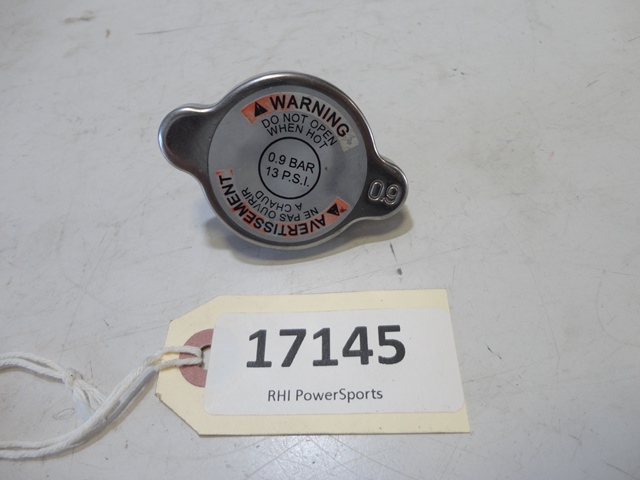 WARNING
DO NOT OPEN
WHEN HOT
0.9 BAR
13 P.S.I.
0.9
AVERTISSEMENT
NE PAS OUVRIR
A CHAUD
17145
RHI PowerSports